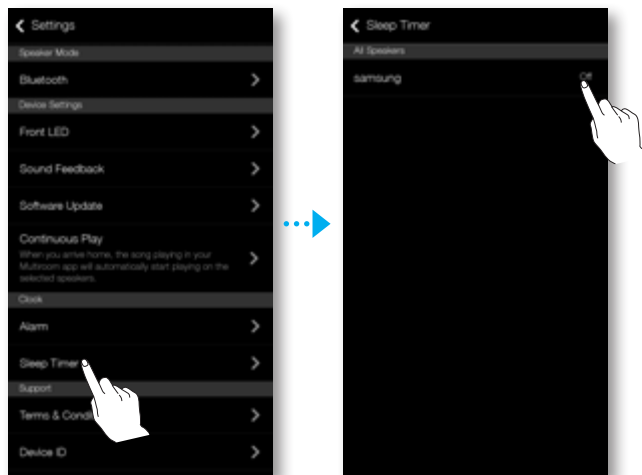 Settings
Speaker Mode
Bluetooth
Device Settings
Front LED
Sound Feedback
Software Update
Continuous Play
When you arrive home, the song playing in your
Multiroom app will automatically start playing on the
selected speakers.
Clock
Alarm
Sleep Timer
Support
Terms &
Device ID
Sleep Timer
All Speakers
samsung
Off